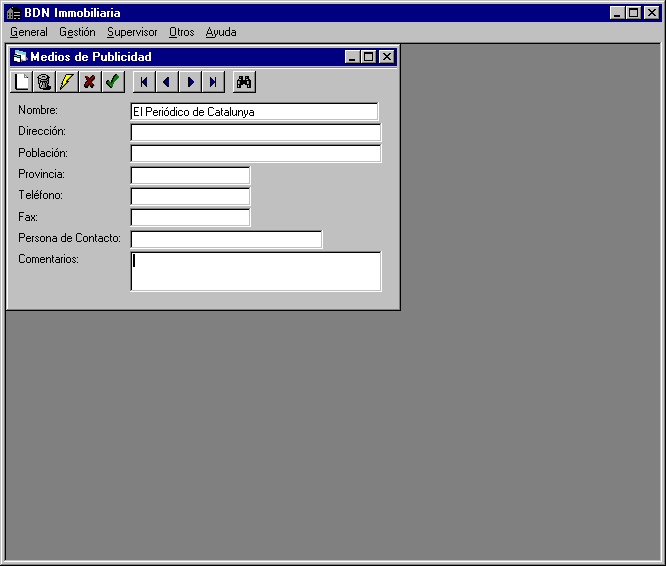 BDN Immobiliaria
General Gestión Supervisor Otros Ayuda
Medios de Publicidad
Nombre: El Periódico de Catalunya
Dirección:
Población:
Provincia:
Teléfono:
Fax:
Persona de Contacto:
Comentarios: